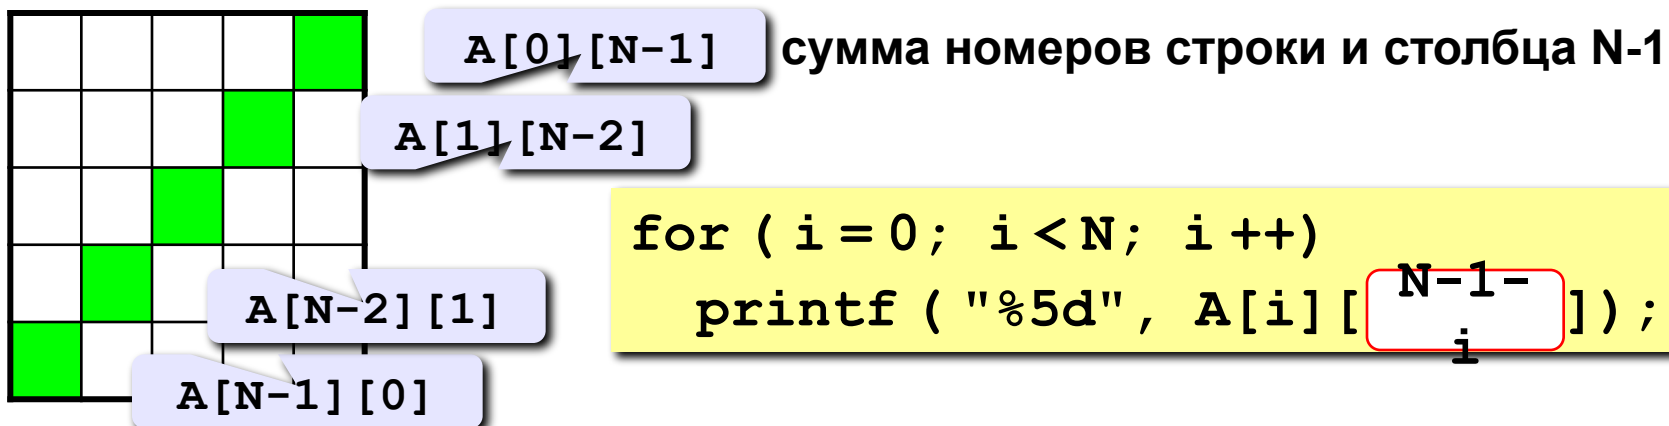 A[0][N-1]
сумма номеров строки и столбца N-1
A[1][N-2]
for ( i = 0; i < N; i ++)
printf ( "%5d", A[i][ N-1-i ]);
A[N-2][1]
A[N-1][0]